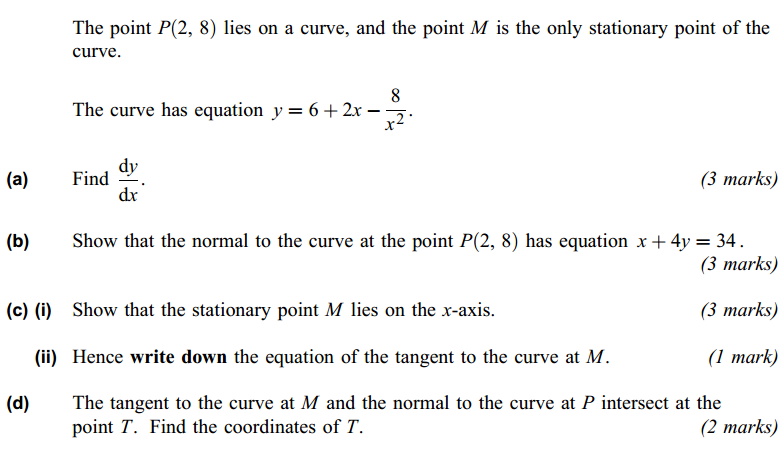 The point P(2, 8) lies on a curve, and the point M is the only stationary point of the
curve.
The curve has equation y = 6 + 2x − 8/x².
(a) Find dy/dx. (3 marks)
(b) Show that the normal to the curve at the point P(2, 8) has equation x + 4y = 34.
(3 marks)
(c) (i) Show that the stationary point M lies on the x-axis. (3 marks)
(ii) Hence write down the equation of the tangent to the curve at M. (1 mark)
(d) The tangent to the curve at M and the normal to the curve at P intersect at the
point T. Find the coordinates of T. (2 marks)